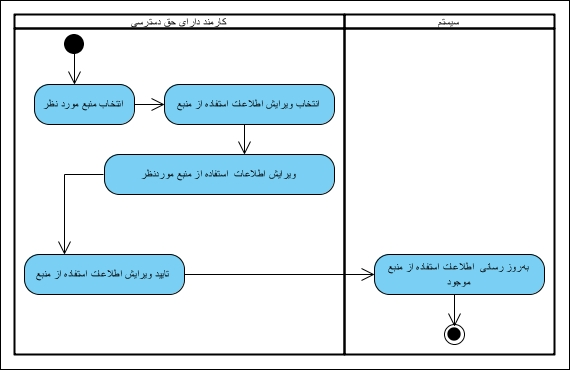 کارمند دارای حق دسترسی
سیستم
انتخاب منبع مورد نظر
انتخاب ویرایش اطلاعات استفاده از منبع
ویرایش اطلاعات استفاده از منبع موردنظر
تایید ویرایش اطلاعات استفاده از منبع
به‌روز رسانی اطلاعات استفاده از منبع
موجود